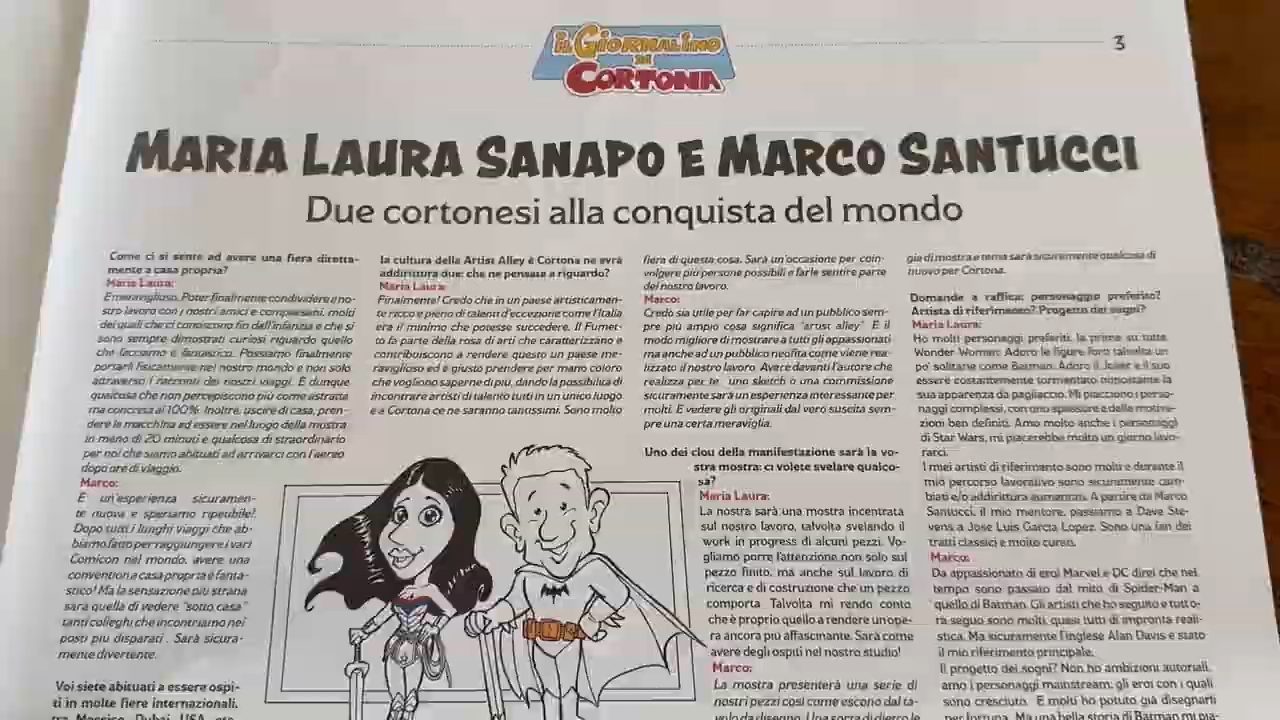 IL GIORNALINO
DI
CORTONA
3
MARIA LAURA SANAPO E MARCO SANTUCCI
Due cortonesi alla conquista del mondo
Come ci si sente ad avere una fiera diretta-
mente a casa propria?
Maria Laura:
È meraviglioso. Poter finalmente condividere il no-
stro lavoro con i nostri amici e compaesani, molti
dei quali che ci conoscono fin dall'infanzia e che si
sono sempre dimostrati curiosi riguardo quello
che facciamo è fantastico. Possiamo finalmente
portarli fisicamente nel nostro mondo e non solo
attraverso i racconti dei nostri viaggi. È dunque
qualcosa che non percepiscono più come astratta
ma concreta al 100%. Inoltre, uscire di casa, pren-
dere la macchina ed essere nel luogo della mostra
in meno di 20 minuti è qualcosa di straordinario
per noi che siamo abituati ad arrivarci con l'aereo
dopo ore di viaggio.
Marco:
È un'esperienza sicuramen-
te nuova e speriamo ripetibile!
Dopo tutti i lunghi viaggi che ab-
biamo fatto per raggiungere i vari
Comicon nel mondo, avere una
convention a casa propria è fanta-
stico! Ma la sensazione più strana
sarà quella di vedere "sotto casa"
tanti colleghi che incontriamo nei
posti più disparati. Sarà sicura-
mente divertente.
Voi siete abituati a essere ospi-
ti in molte fiere internazionali,
tra Messico, Dubai, USA, ora
la cultura della Artist Alley è Cortona ne avrà
addirittura due: che ne pensate a riguardo?
Maria Laura:
Finalmente! Credo che in un paese artisticamen-
te ricco e pieno di talenti d'eccezione come l'Italia
era il minimo che potesse succedere. Il Fumet-
to fa parte della rosa di arti che caratterizzano e
contribuiscono a rendere questo un paese me-
raviglioso ed è giusto prendere per mano coloro
che vogliono saperne di più, dando la possibilità di
incontrare artisti di talento tutti in un unico luogo
e a Cortona ce ne saranno tantissimi. Sono molto
fiera di questa cosa. Sarà un'occasione per coin-
volgere più persone possibili e farle sentire parte
del nostro lavoro.
Marco:
Credo sia utile per far capire ad un pubblico sem-
pre più ampio cosa significa "artist alley". È il
modo migliore di mostrare a tutti gli appassionati
ma anche ad un pubblico neofita come viene rea-
lizzato il nostro lavoro. Avere davanti l'autore che
realizza per te uno sketch o una commissione
sicuramente sarà un esperienza interessante per
molti. E vedere gli originali dal vero suscita sem-
pre una certa meraviglia.
Uno dei clou della manifestazione sarà la vo-
stra mostra: ci volete svelare qualco-
sa?
Maria Laura:
La nostra sarà una mostra incentrata
sul nostro lavoro, talvolta svelando il
work in progress di alcuni pezzi. Vo-
gliamo porre l'attenzione non solo sul
pezzo finito, ma anche sul lavoro di
ricerca e di costruzione che un pezzo
comporta. Talvolta mi rendo conto
che è proprio quello a rendere un'ope-
ra ancora più affascinante. Sarà come
avere degli ospiti nel nostro studio!
Marco:
La mostra presenterà una serie di
nostri pezzi così come escono dal ta-
volo da disegno. Una sorta di dietro le
gia di mostra e tema sarà sicuramente qualcosa di
nuovo per Cortona.
Domande a raffica: personaggio preferito?
Artista di riferimento? Progetto dei sogni?
Maria Laura:
Ho molti personaggi preferiti, la prima su tutte
Wonder Woman. Adoro le figure forti talvolta un
po' solitarie come Batman. Adoro il Joker e il suo
essere costantemente tormentato nonostante la
sua apparenza da pagliaccio. Mi piacciono i perso-
naggi complessi, con uno spessore e delle motiva-
zioni ben definiti. Amo molto anche i personaggi
di Star Wars, mi piacerebbe molto un giorno lavo-
rarci.
I miei artisti di riferimento sono molti e durante il
mio percorso lavorativo sono sicuramente cam-
biati e/o addirittura aumentati. A partire da Marco
Santucci, il mio mentore, passiamo a Dave Ste-
vens a Jose Luis Garcia Lopez. Sono una fan dei
tratti classici e molto curati.
Marco:
Da appassionato di eroi Marvel e DC direi che nel
tempo sono passato dal mito di Spider-Man a
quello di Batman. Gli artisti che ho seguito e tutto-
ra seguo sono molti, quasi tutti di impronta reali-
stica. Ma sicuramente l'inglese Alan Davis è stato
il mio riferimento principale.
Il progetto dei sogni? Non ho ambizioni autoriali,
amo i personaggi mainstream: gli eroi con i quali
sono cresciuto. E molti ho potuto già disegnarli
per fortuna. Ma una bella storia di Batman mi pia-